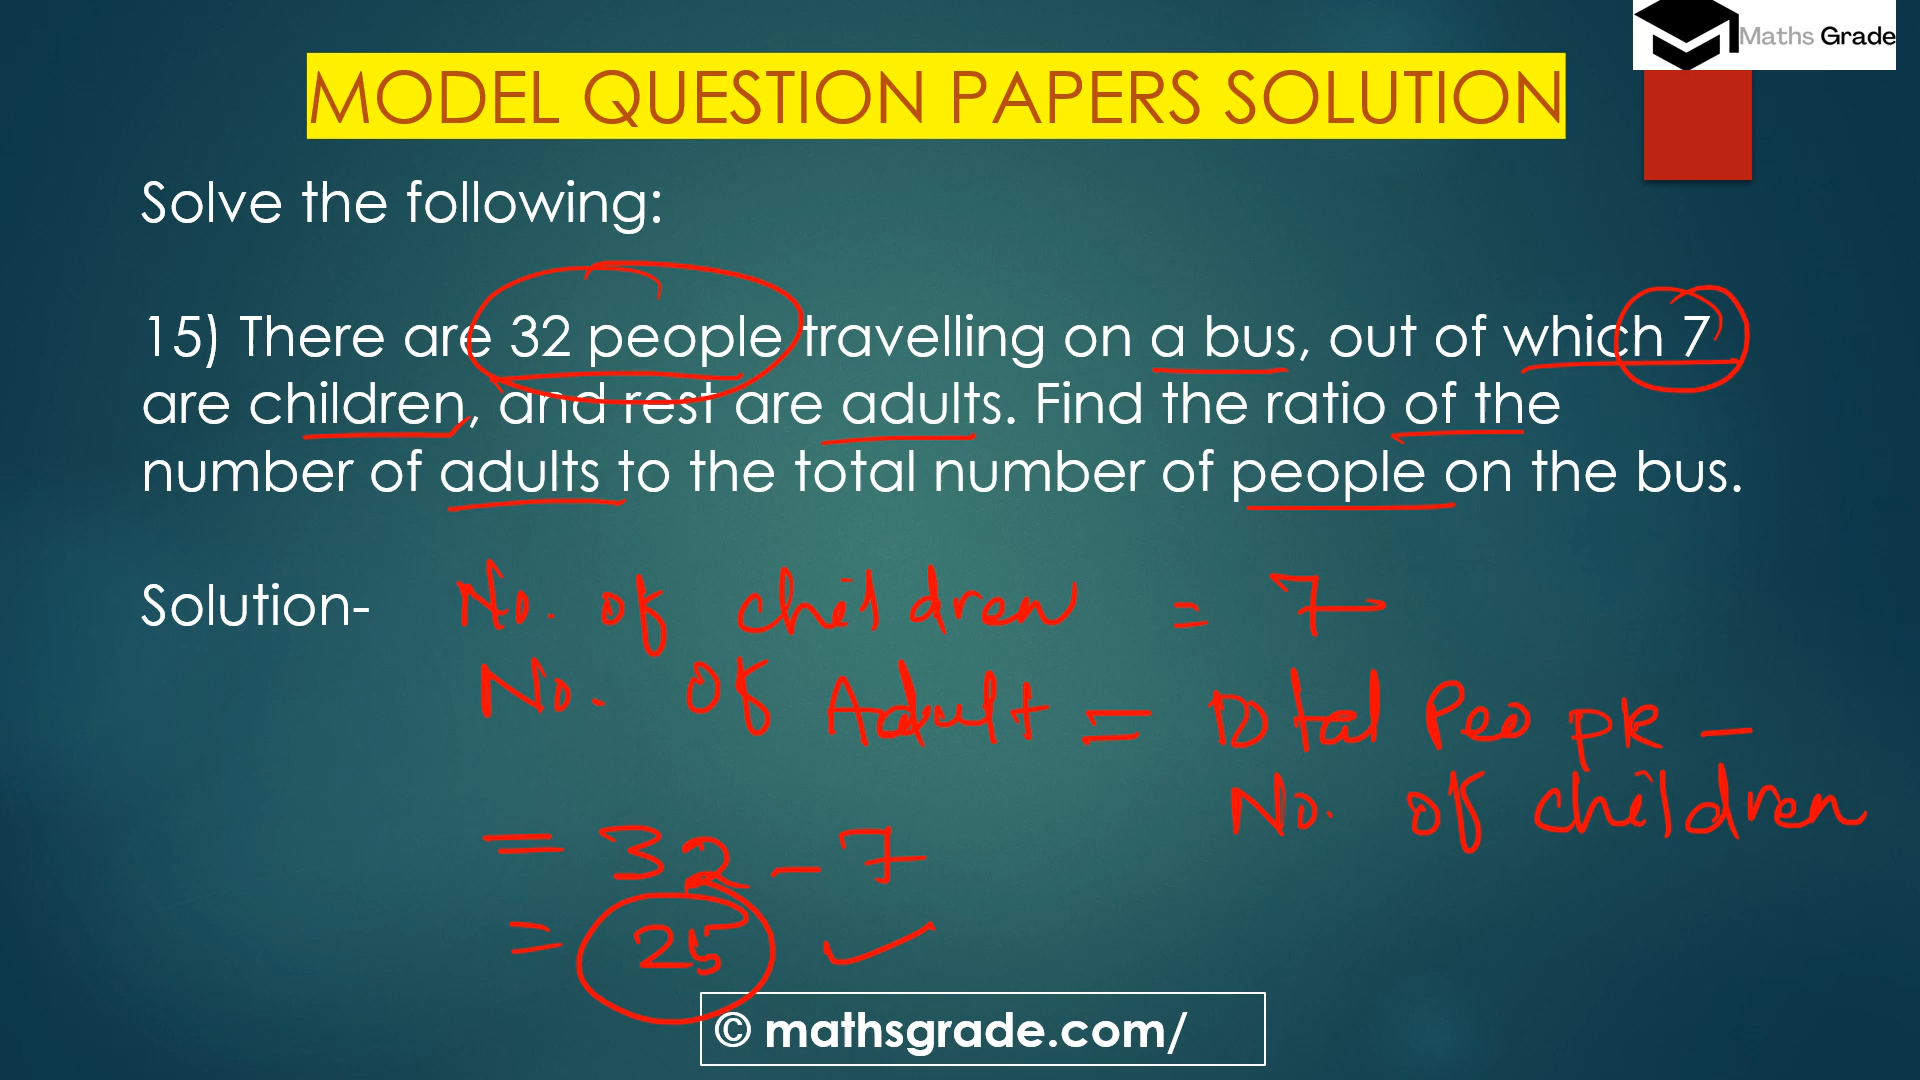 Maths Grade
MODEL QUESTION PAPERS SOLUTION
Solve the following:
15) There are 32 people travelling on a bus, out of which 7
are children, and rest are adults. Find the ratio of the
number of adults to the total number of people on the bus.
Solution- No. of children = 7
No. of Adult = Total People –
No. of children
= 32 - 7
= 25 ✓
© mathsgrade.com/